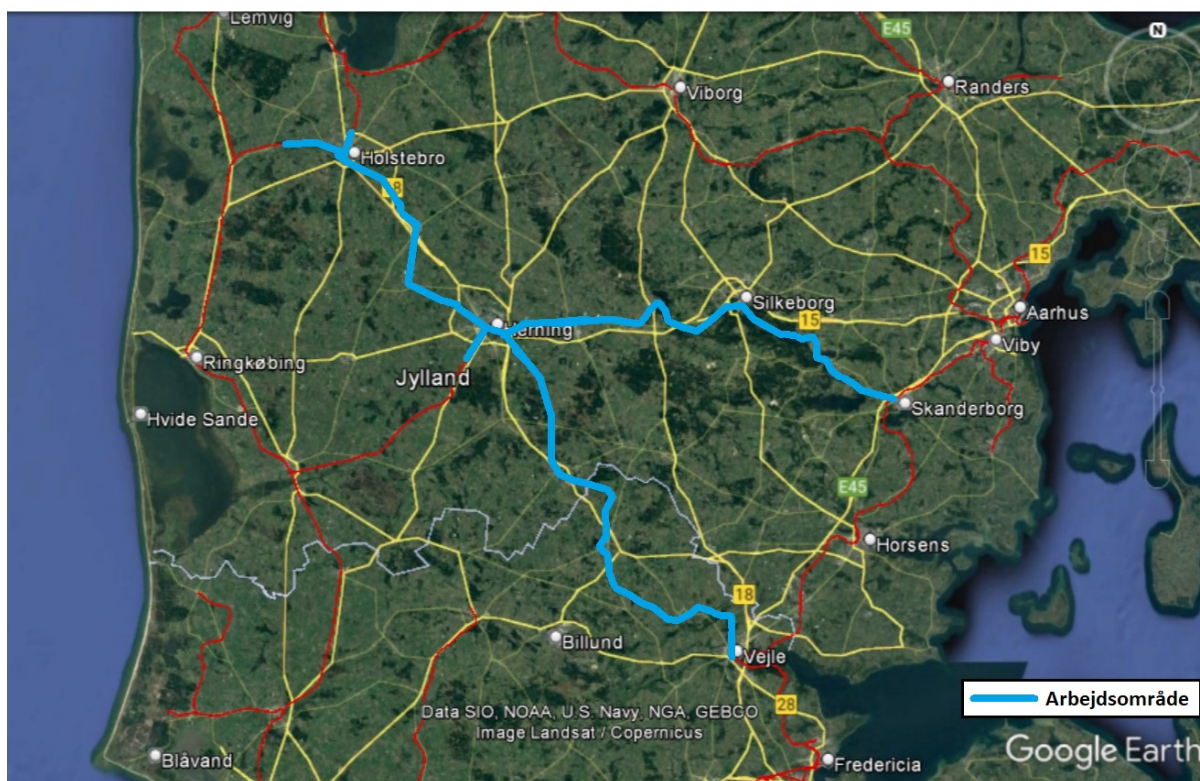 Lemvig
E45
N
Viborg
Randers
Holstebro
18
15
Silkeborg
15
Aarhus
Herning
Viby
Ringkøbing
Jylland
Hvide Sande
Skanderborg
E45
Horsens
18
Billund
Vejle
Arbejdsområde
28
Data SIO, NOAA, U.S. Navy, NGA, GEBCO
Image Landsat / Copernicus
Google Earth
Blåvand
Fredericia